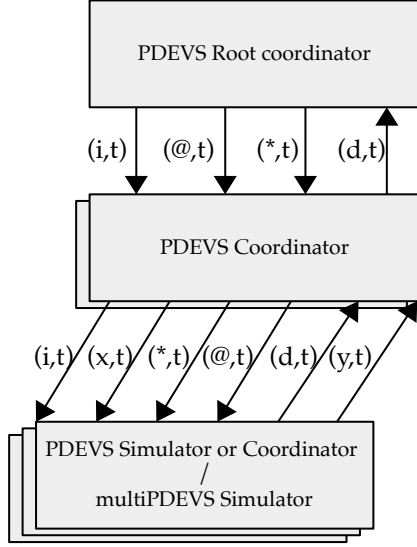 PDEVS Root coordinator
(i,t) (@,t) (*,t) (d,t)
PDEVS Coordinator
(i,t) (x,t) (*,t) (@,t) (d,t) (y,t)
PDEVS Simulator or Coordinator
/
multiPDEVS Simulator